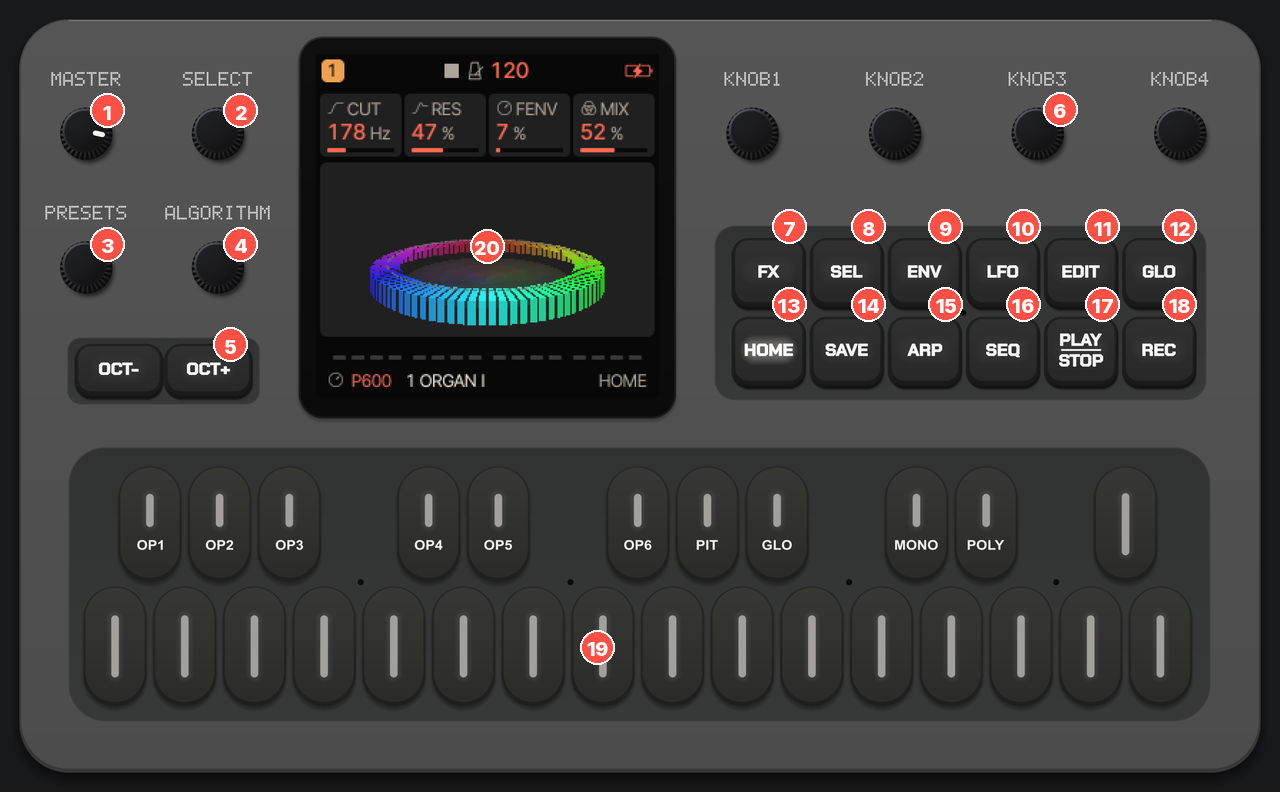 MASTER
SELECT
1
2
PRESETS
ALGORITHM
3
4
5
OCT-
OCT+
1
120
CUT
178 Hz
RES
47 %
FENV
7 %
MIX
52 %
20
P600
1 ORGAN I
HOME
KNOB1
KNOB2
KNOB3
KNOB4
6
7
8
9
10
11
12
FX
SEL
ENV
LFO
EDIT
GLO
13
14
15
16
17
18
HOME
SAVE
ARP
SEQ
PLAY
STOP
REC
OP1
OP2
OP3
OP4
OP5
OP6
PIT
GLO
MONO
POLY
19